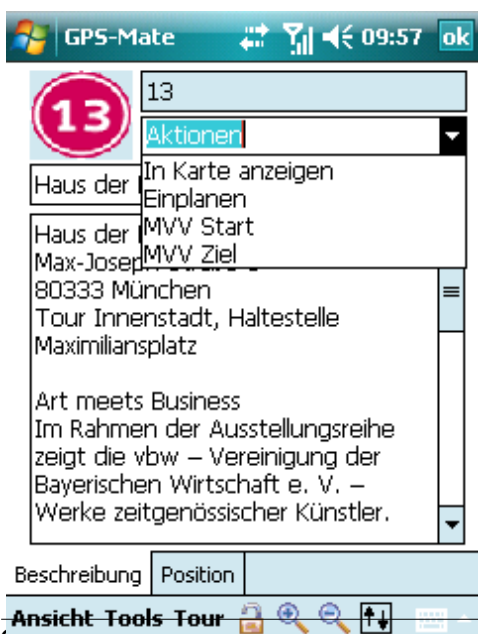 GPS-Mate 09:57 ok
13
13
Aktionen
In Karte anzeigen
Einplanen
MVV Start
MVV Ziel
Haus der
Haus der
Max-Joseph
80333 München
Tour Innenstadt, Haltestelle
Maximiliansplatz
Art meets Business
Im Rahmen der Ausstellungsreihe
zeigt die vbw – Vereinigung der
Bayerischen Wirtschaft e. V. –
Werke zeitgenössischer Künstler.
Beschreibung Position
Ansicht Tools Tour